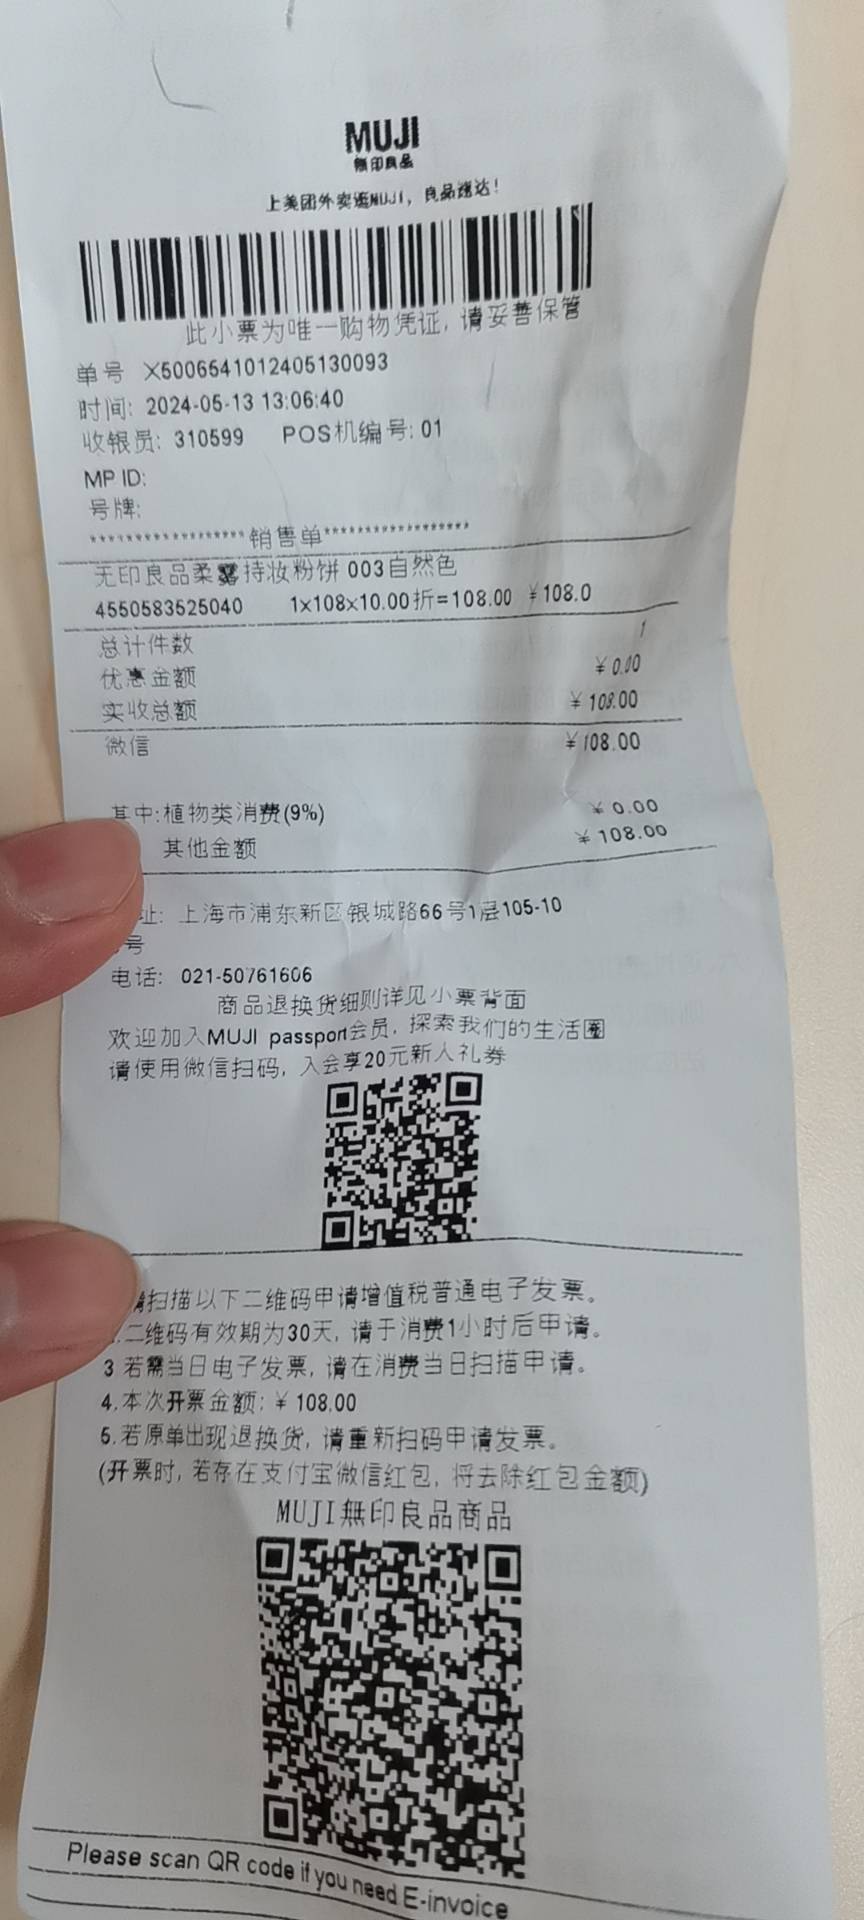 MUJI
無印良品
上美团外卖逛MUJI，良品速达！
此小票为唯一购物凭证，请妥善保管
单号 X5006541012405130093
时间: 2024-05-13 13:06:40
收银员: 310599 POS机编号: 01
MP ID:
号牌:
*******************销售单*******************
无印良品柔雾持妆粉饼 003自然色
4550583525040 1x108x10.00折=108.00 ￥108.0
总计件数 1
优惠金额 ￥0.00
实收总额 ￥108.00
微信 ￥108.00
其中:植物类消费(9%) ￥0.00
其他金额 ￥108.00
址: 上海市浦东新区银城路66号1层105-10
号
电话: 021-50761606
商品退换货细则详见小票背面
欢迎加入MUJI passport会员，探索我们的生活圈
请使用微信扫码，入会享20元新人礼券
请扫描以下二维码申请增值税普通电子发票。
.二维码有效期为30天，请于消费1小时后申请。
3 若需当日电子发票，请在消费当日扫描申请。
4.本次开票金额: ￥108.00
5.若原单出现退换货，请重新扫码申请发票。
(开票时，若存在支付宝微信红包，将去除红包金额)
MUJI無印良品商品
Please scan QR code if you need E-invoice